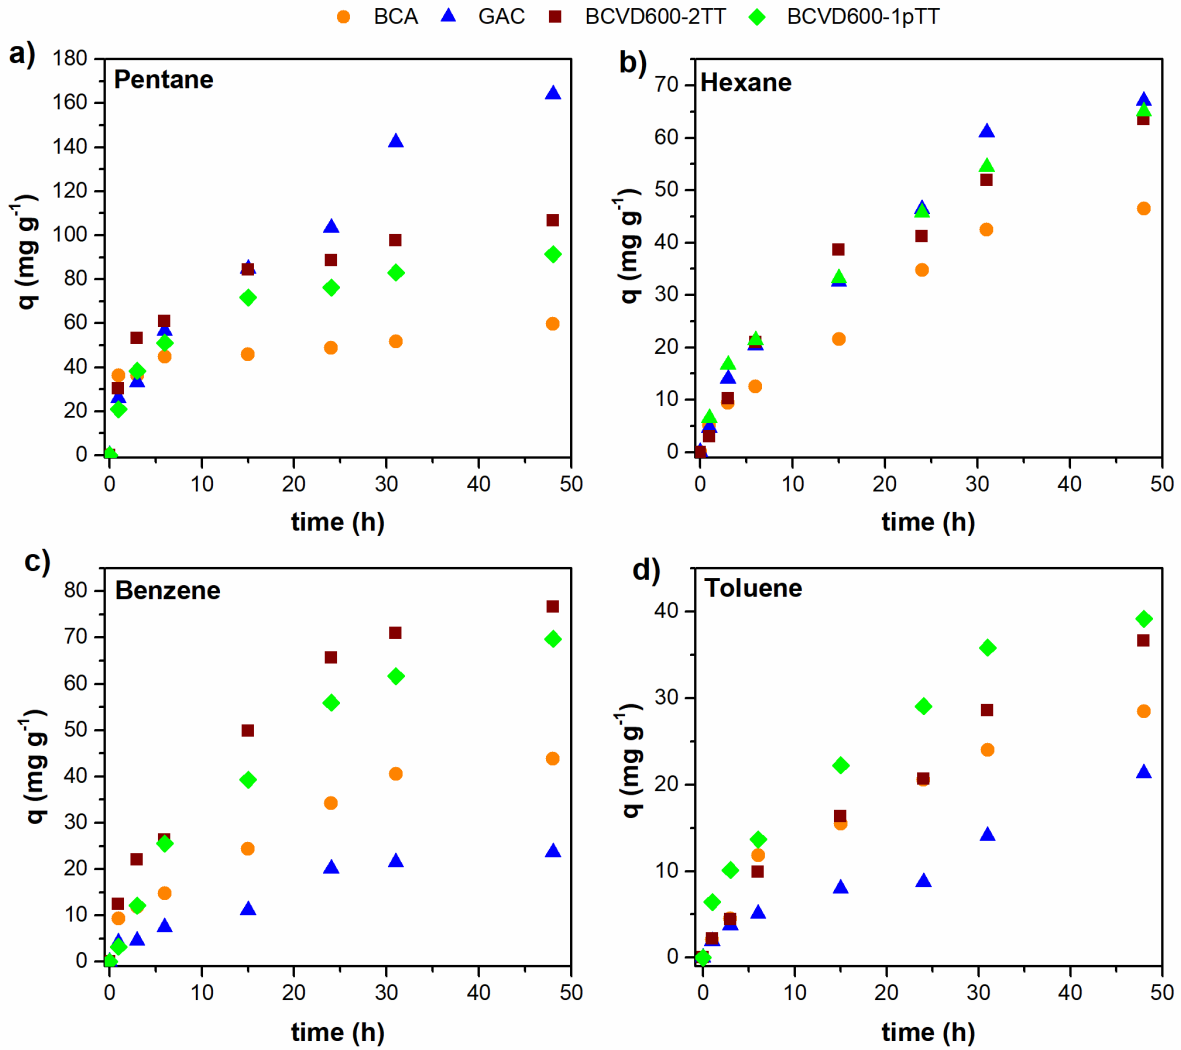 BCA GAC BCVD600-2TT BCVD600-1pTT
a)
Pentane
180
160
140
120
100
80
60
40
20
0
q (mg g⁻¹)
0 10 20 30 40 50
time (h)
b)
Hexane
70
60
50
40
30
20
10
0
q (mg g⁻¹)
0 10 20 30 40 50
time (h)
c)
Benzene
80
70
60
50
40
30
20
10
0
q (mg g⁻¹)
0 10 20 30 40 50
time (h)
d)
Toluene
40
30
20
10
0
q (mg g⁻¹)
0 10 20 30 40 50
time (h)